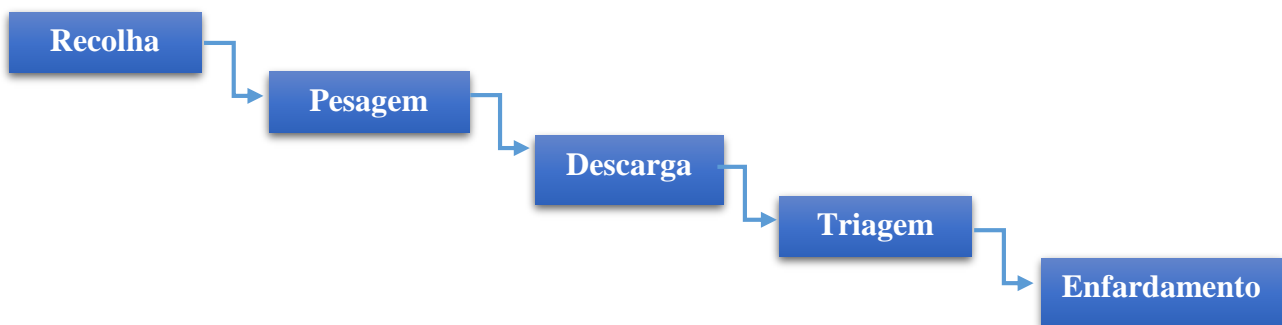 Recolha
Pesagem
Descarga
Triagem
Enfardamento